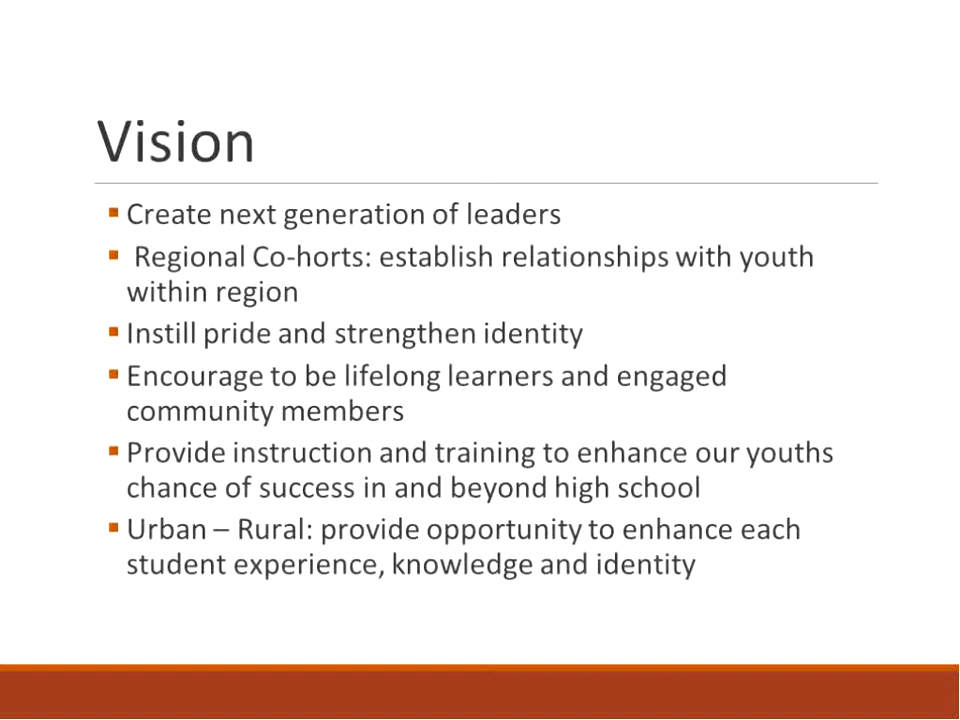 Vision
Create next generation of leaders
Regional Co-horts: establish relationships with youth
within region
Instill pride and strengthen identity
Encourage to be lifelong learners and engaged
community members
Provide instruction and training to enhance our youths
chance of success in and beyond high school
Urban – Rural: provide opportunity to enhance each
student experience, knowledge and identity